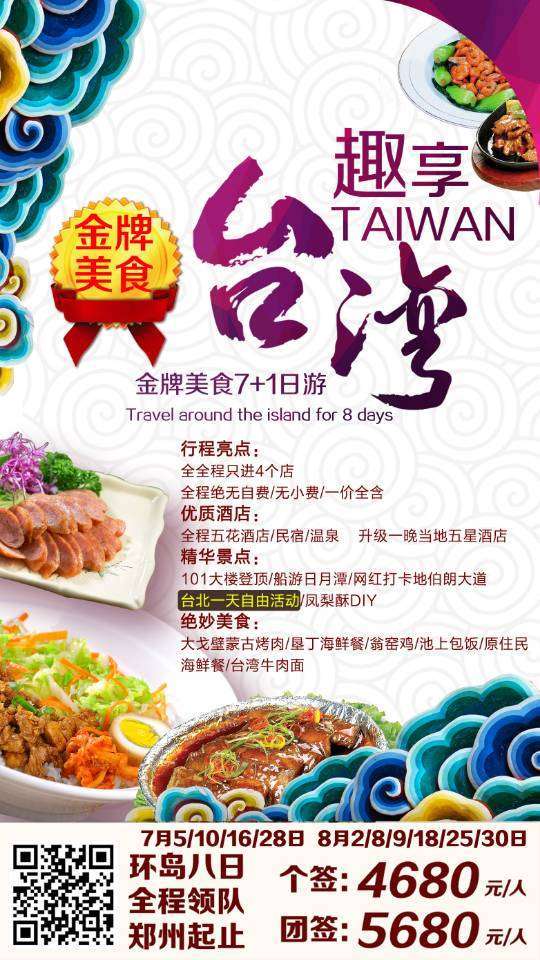 趣享
TAIWAN
台湾
金牌
美食
金牌美食7+1日游
Travel around the island for 8 days
行程亮点：
全全程只进4个店
全程绝无自费/无小费/一价全含
优质酒店：
全程五花酒店/民宿/温泉 升级一晚当地五星酒店
精华景点：
101大楼登顶/船游日月潭/网红打卡地伯朗大道
台北一天自由活动/凤梨酥DIY
绝妙美食：
大戈壁蒙古烤肉/垦丁海鲜餐/翁窑鸡/池上包饭/原住民
海鲜餐/台湾牛肉面
7月5/10/16/28日 8月2/8/9/18/25/30日
环岛八日
全程领队
郑州起止
个签：4680元/人
团签：5680元/人